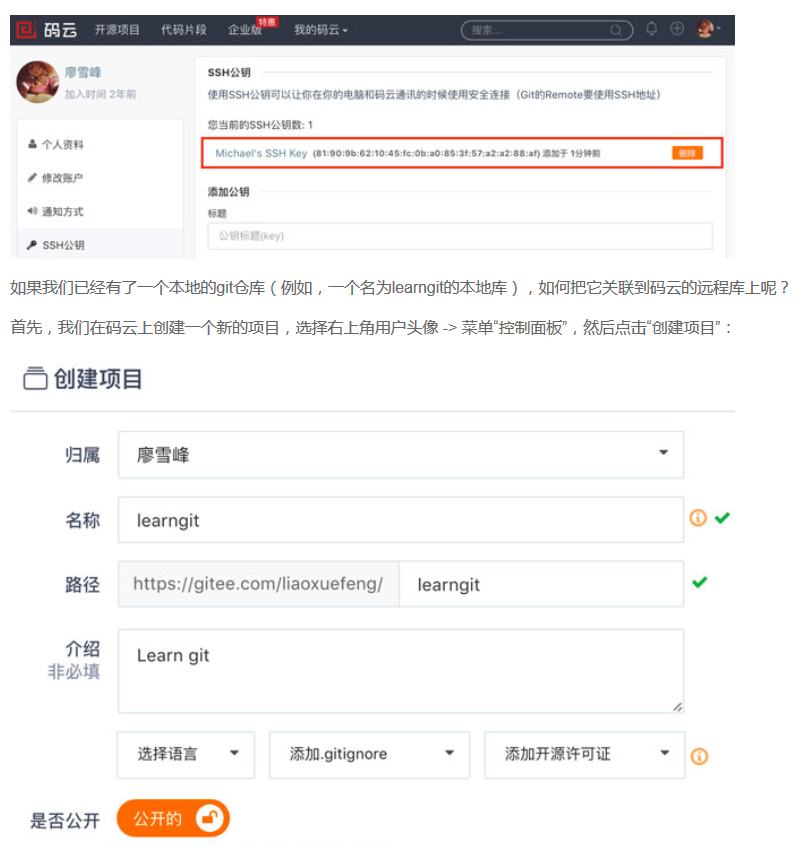 码云 开源项目 代码片段 企业版 特惠 我的码云 搜索...
廖雪峰
加入时间 2年前
个人资料
修改账户
通知方式
SSH公钥
SSH公钥
使用SSH公钥可以让你在你的电脑和码云通讯的时候使用安全连接（Git的Remote要使用SSH地址）
您当前的SSH公钥数: 1
Michael's SSH Key (81:90:9b:62:10:45:fc:0b:a0:85:3f:57:a2:a2:88:af) 添加于 1分钟前 删除
添加公钥
标题
公钥标题(key)
如果我们已经有了一个本地的git仓库（例如，一个名为learngit的本地库），如何把它关联到码云的远程库上呢？
首先，我们在码云上创建一个新的项目，选择右上角用户头像 -> 菜单“控制面板”，然后点击“创建项目”：
创建项目
归属 廖雪峰
名称 learngit
路径 https://gitee.com/liaoxuefeng/ learngit
介绍 Learn git
非必填
选择语言 添加.gitignore 添加开源许可证
是否公开 公开的